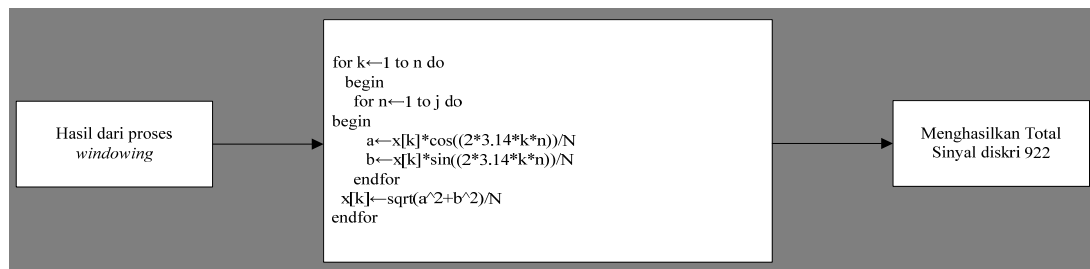 Hasil dari proses
windowing
for k←1 to n do
begin
for n←1 to j do
begin
a←x[k]*cos((2*3.14*k*n))/N
b←x[k]*sin((2*3.14*k*n))/N
endfor
x[k]←sqrt(a^2+b^2)/N
endfor
Menghasilkan Total
Sinyal diskri 922